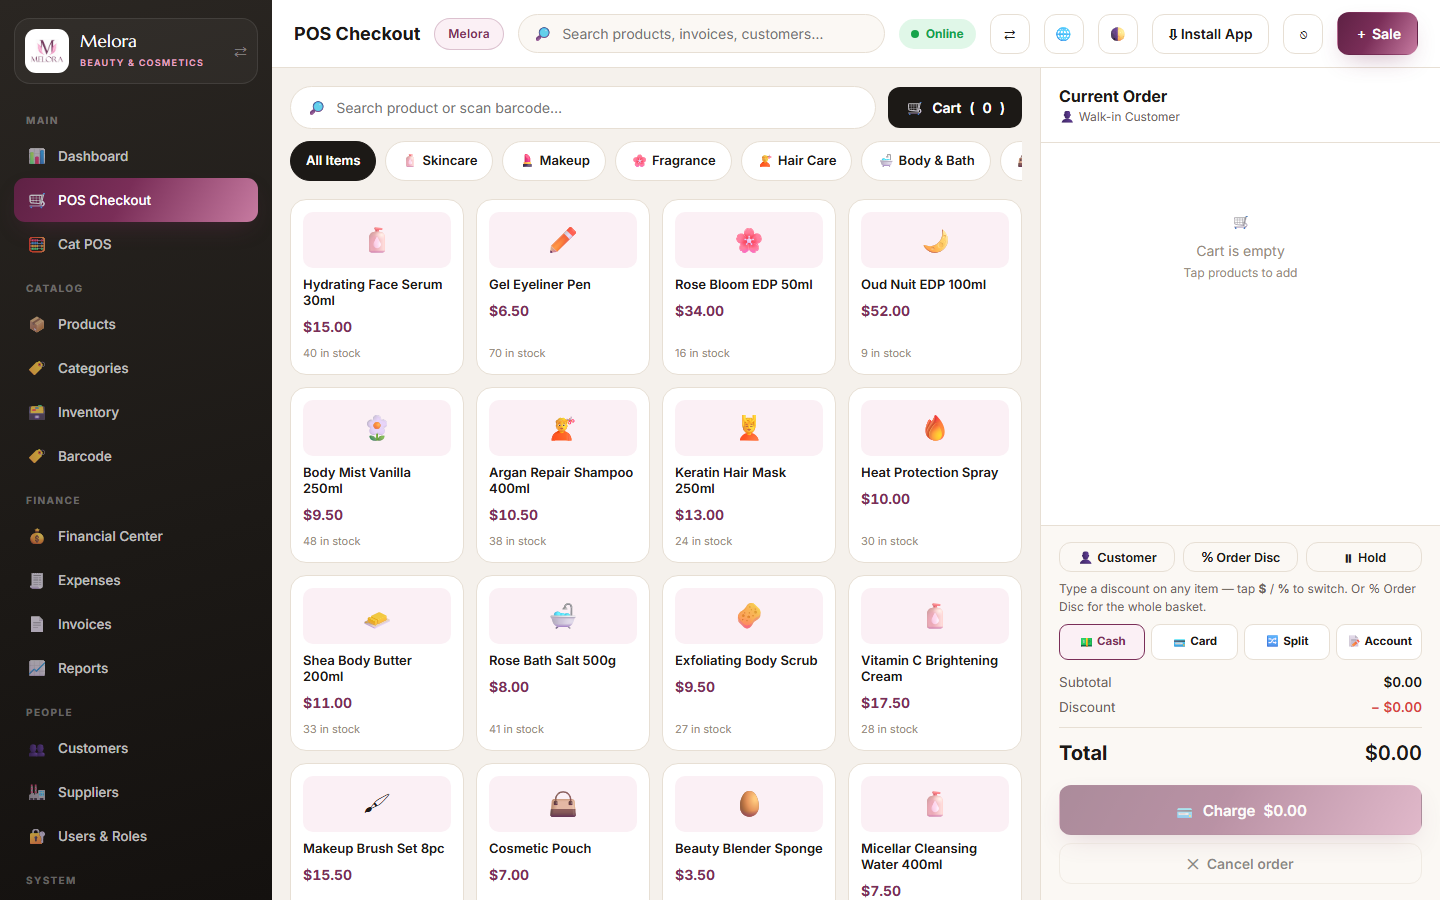 MELORA
Melora
BEAUTY & COSMETICS
MAIN
Dashboard
POS Checkout
Cat POS
CATALOG
Products
Categories
Inventory
Barcode
FINANCE
Financial Center
Expenses
Invoices
Reports
PEOPLE
Customers
Suppliers
Users & Roles
SYSTEM
POS Checkout
Melora
Search products, invoices, customers...
Online
Install App
+ Sale
Search product or scan barcode...
Cart ( 0 )
All Items
Skincare
Makeup
Fragrance
Hair Care
Body & Bath
Hydrating Face Serum
30ml
$15.00
40 in stock
Gel Eyeliner Pen
$6.50
70 in stock
Rose Bloom EDP 50ml
$34.00
16 in stock
Oud Nuit EDP 100ml
$52.00
9 in stock
Body Mist Vanilla
250ml
$9.50
48 in stock
Argan Repair Shampoo
400ml
$10.50
38 in stock
Keratin Hair Mask
250ml
$13.00
24 in stock
Heat Protection Spray
$10.00
30 in stock
Shea Body Butter
200ml
$11.00
33 in stock
Rose Bath Salt 500g
$8.00
41 in stock
Exfoliating Body Scrub
$9.50
27 in stock
Vitamin C Brightening
Cream
$17.50
28 in stock
Makeup Brush Set 8pc
$15.50
Cosmetic Pouch
$7.00
Beauty Blender Sponge
$3.50
Micellar Cleansing
Water 400ml
$7.50
Current Order
Walk-in Customer
Cart is empty
Tap products to add
Customer
% Order Disc
Hold
Type a discount on any item — tap $ / % to switch. Or % Order
Disc for the whole basket.
Cash
Card
Split
Account
Subtotal
$0.00
Discount
− $0.00
Total
$0.00
Charge $0.00
✕ Cancel order